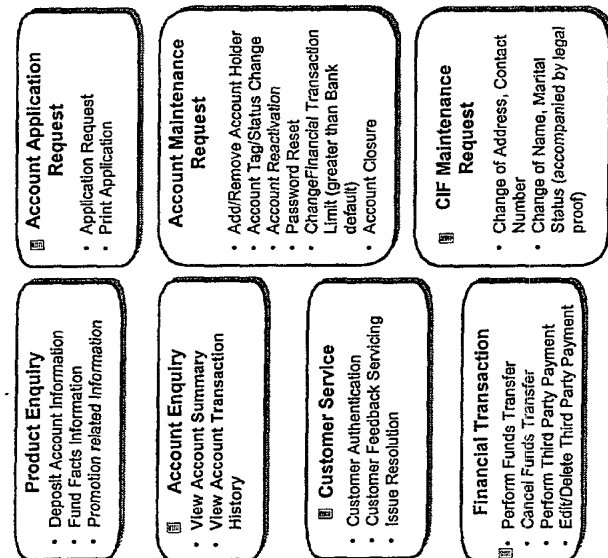 Product Enquiry
• Deposit Account Information
• Fund Facts Information
• Promotion related Information
Account Enquiry
• View Account Summary
• View Account Transaction
History
Customer Service
• Customer Authentication
• Customer Feedback Servicing
• Issue Resolution
Financial Transaction
• Perform Funds Transfer
• Cancel Funds Transfer
• Perform Third Party Payment
• Edit/Delete Third Party Payment
Account Application
Request
• Application Request
• Print Application
Account Maintenance
Request
• Add/Remove Account Holder
• Account Tag/Status Change
• Account Reactivation
• Password Reset
• ChangeFinancial Transaction
Limit (greater than Bank
default)
• Account Closure
CIF Maintenance
Request
• Change of Address, Contact
Number
• Change of Name, Marital
Status (accompanied by legal
proof)